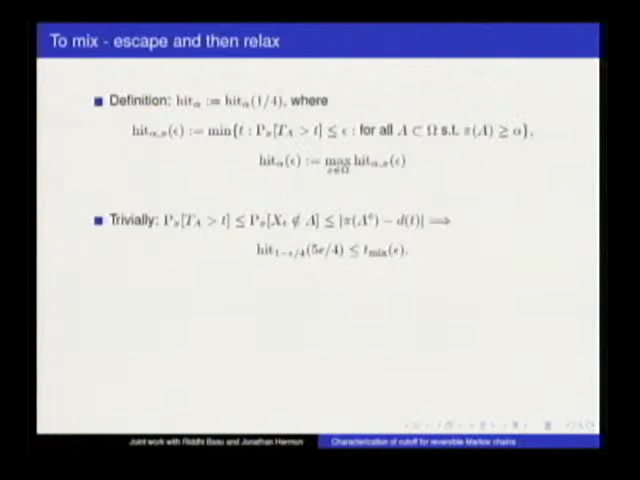 To mix - escape and then relax
Definition: hit_α := hit_α(1/4), where
hit_{α,x}(ϵ) := min{t : P_x[T_A > t] ≤ ϵ : for all A ⊂ Ω s.t. π(A) ≥ α},
hit_α(ϵ) := max_{x∈Ω} hit_{α,x}(ϵ)
Trivially: P_x[T_A > t] ≤ P_x[X_t ∉ A] ≤ |π(A^c) − d(t)| ⟹
hit_{1−ϵ/4}(5ϵ/4) ≤ t_mix(ϵ).
Joint work with Riddhi Basu and Jonathan Hermon
Characterization of cutoff for reversible Markov chains